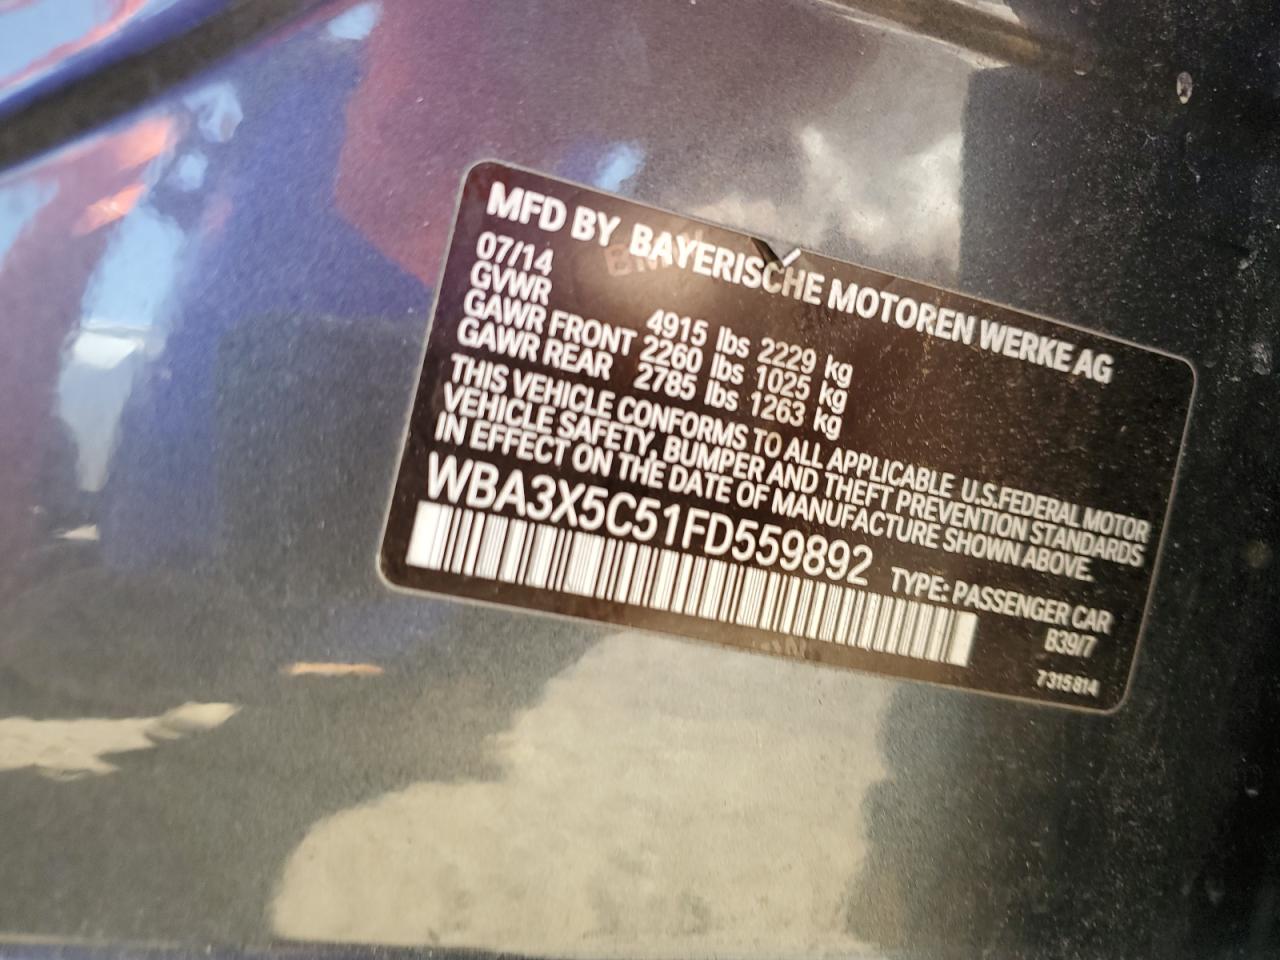 MFD BY BAYERISCHE MOTOREN WERKE AG
07/14
GVWR 4915 lbs 2229 kg
GAWR FRONT 2260 lbs 1025 kg
GAWR REAR 2785 lbs 1263 kg
THIS VEHICLE CONFORMS TO ALL APPLICABLE U.S.FEDERAL MOTOR
VEHICLE SAFETY, BUMPER AND THEFT PREVENTION STANDARDS
IN EFFECT ON THE DATE OF MANUFACTURE SHOWN ABOVE.
WBA3X5C51FD559892 TYPE: PASSENGER CAR
B39/7
7315814